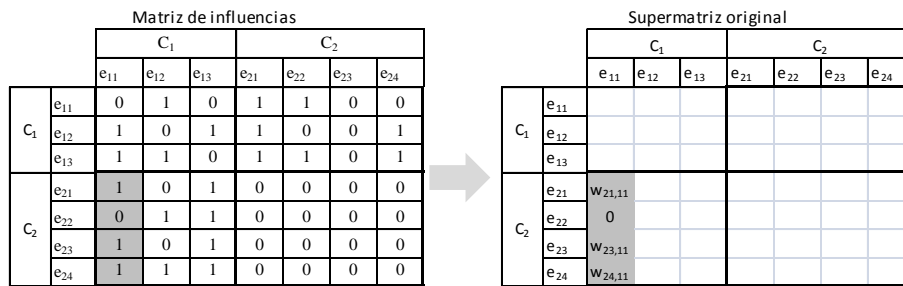 Matriz de influencias Supermatriz original
C1 C2 C1 C2
e11 e12 e13 e21 e22 e23 e24 e11 e12 e13 e21 e22 e23 e24
e11 0 1 0 1 1 0 0 e11
C1 e12 1 0 1 1 0 0 1 C1 e12
e13 1 1 0 1 1 0 1 e13
e21 1 0 1 0 0 0 0 e21 w21,11
C2 e22 0 1 1 0 0 0 0 C2 e22 0
e23 1 0 1 0 0 0 0 e23 w23,11
e24 1 1 1 0 0 0 0 e24 w24,11